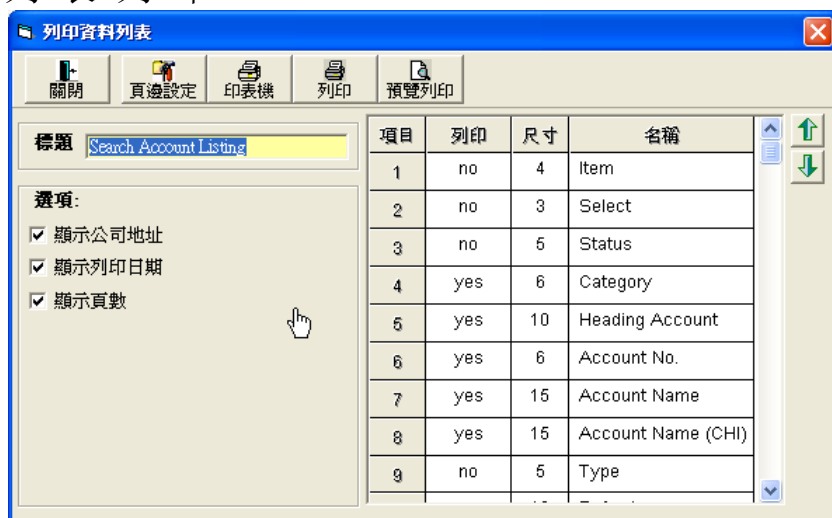 列印資料列表
關閉 頁邊設定 印表機 列印 預覽列印
標題 Search Account Listing
選項:
顯示公司地址
顯示列印日期
顯示頁數
項目 列印 尺寸 名稱
1 no 4 Item
2 no 3 Select
3 no 5 Status
4 yes 6 Category
5 yes 10 Heading Account
6 yes 6 Account No.
7 yes 15 Account Name
8 yes 15 Account Name (CHI)
9 no 5 Type